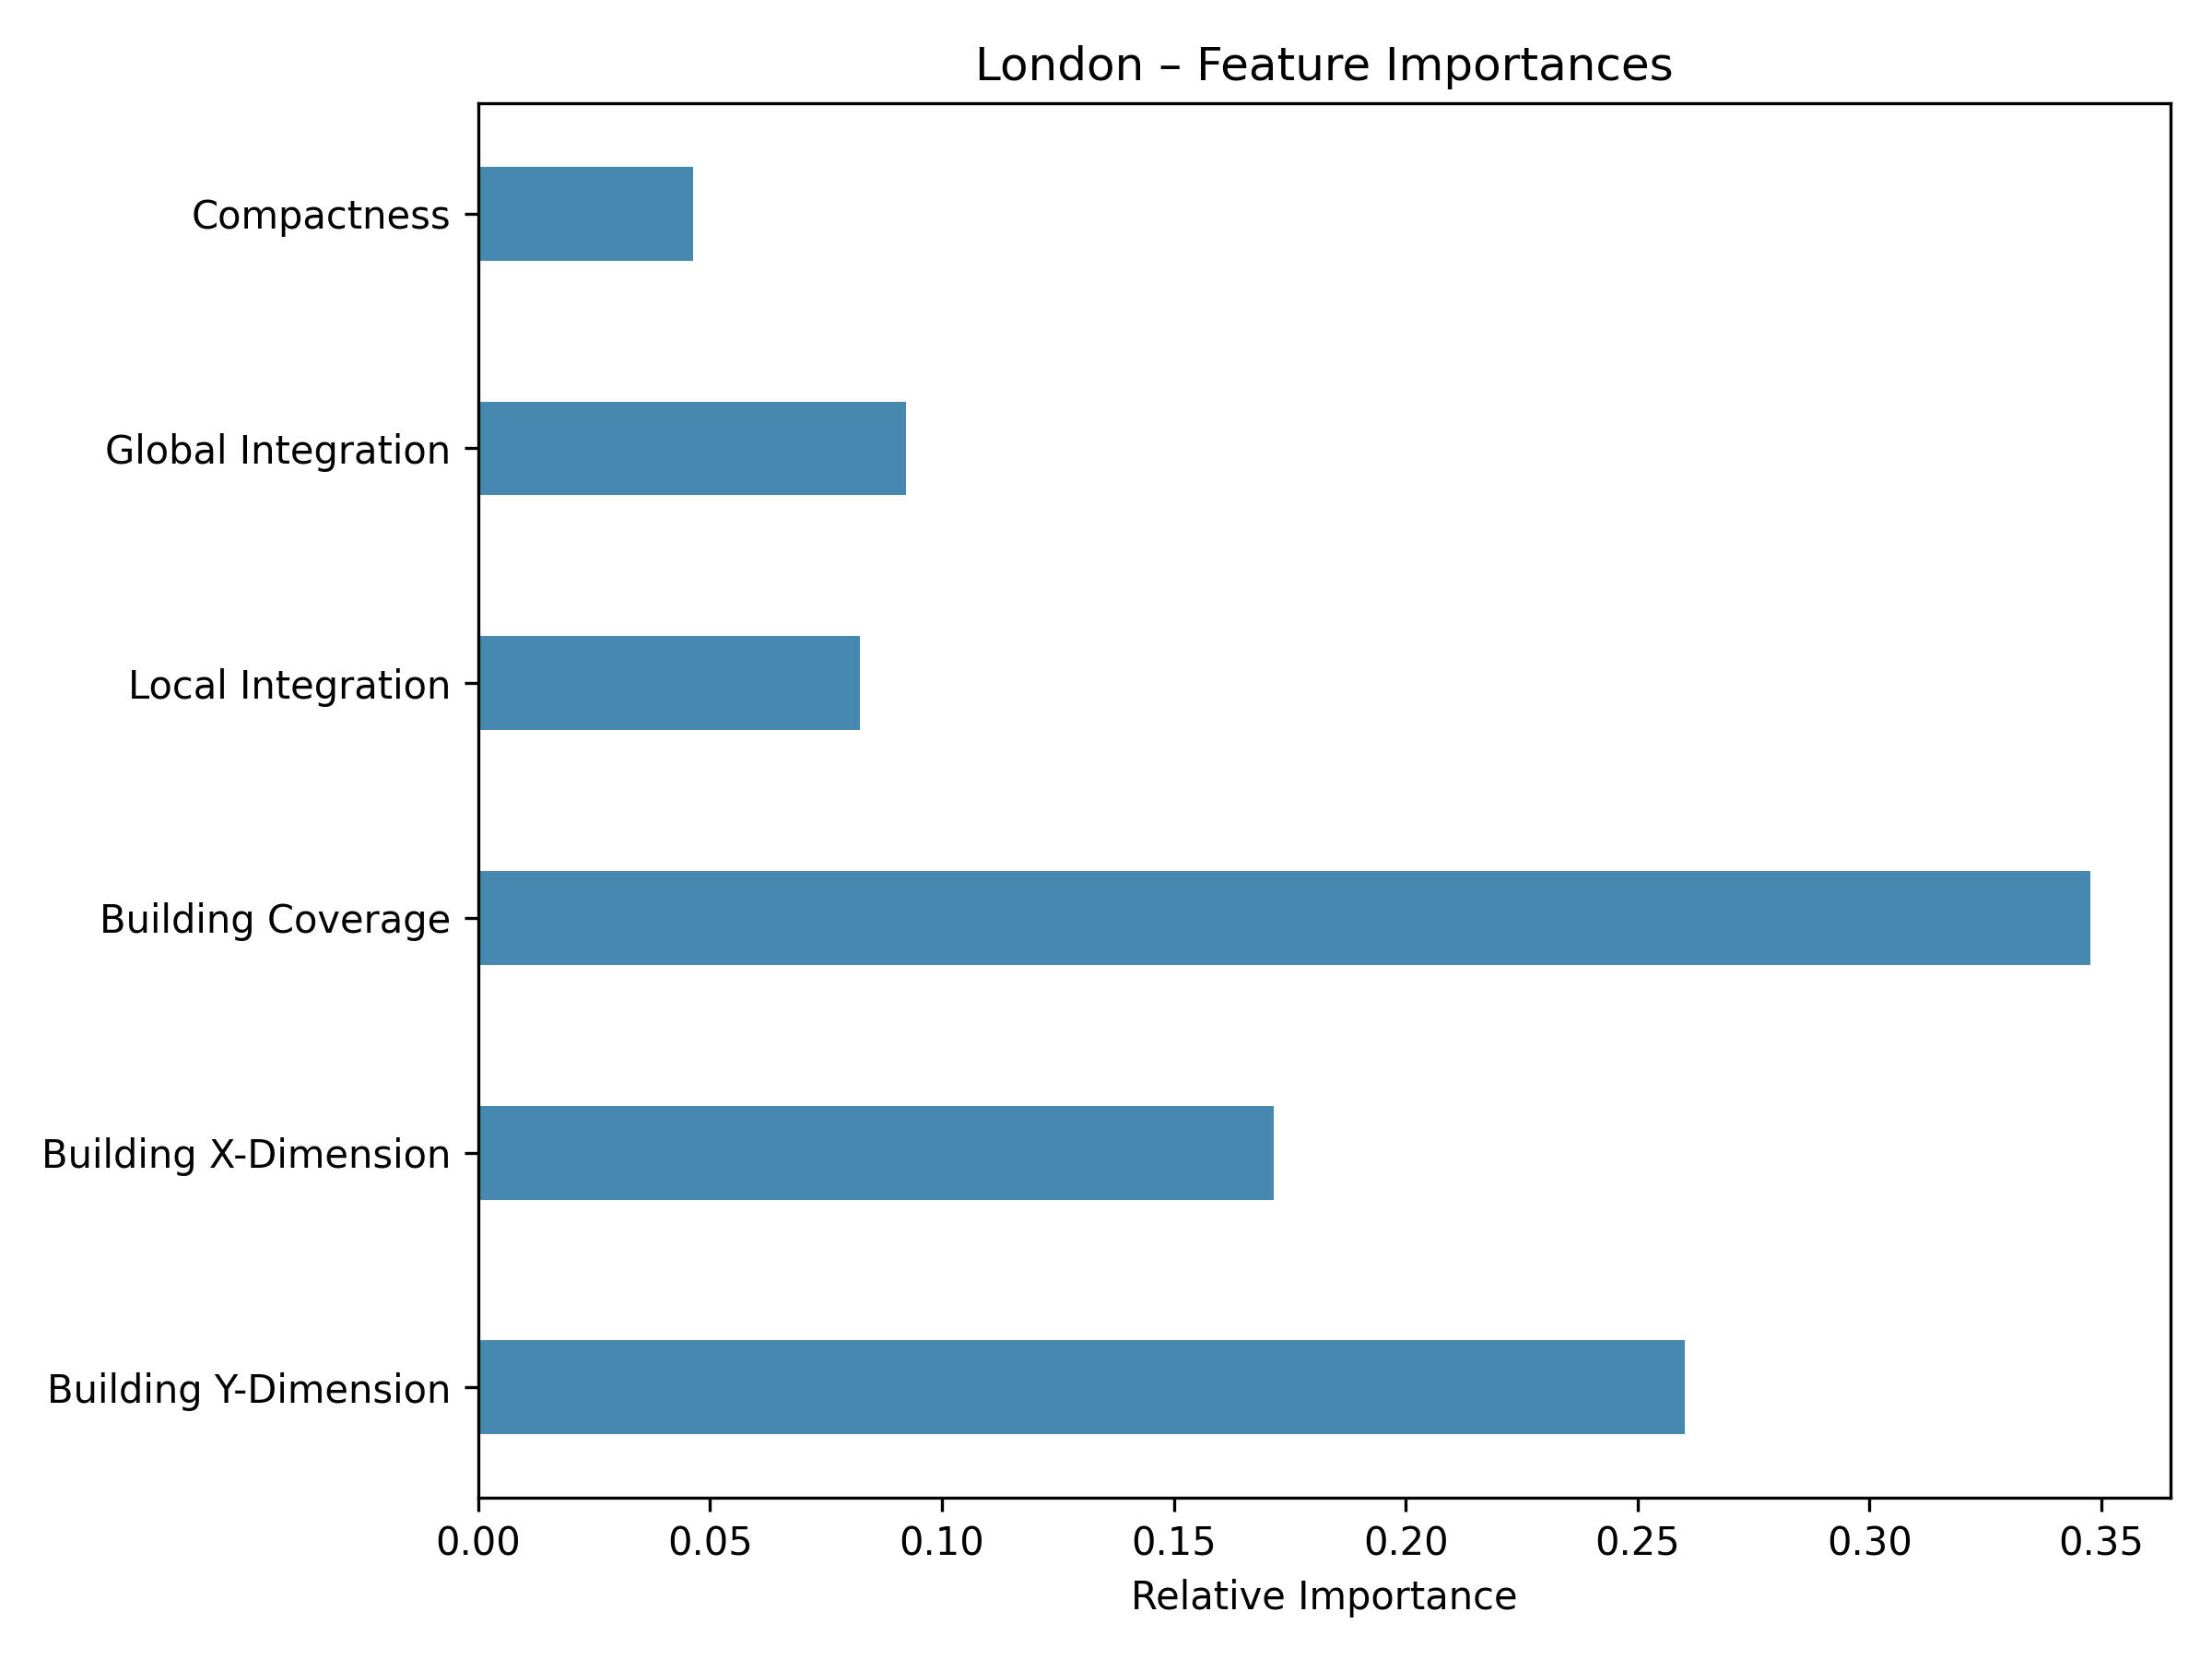 London – Feature Importances
Compactness
Global Integration
Local Integration
Building Coverage
Building X-Dimension
Building Y-Dimension
0.00 0.05 0.10 0.15 0.20 0.25 0.30 0.35
Relative Importance